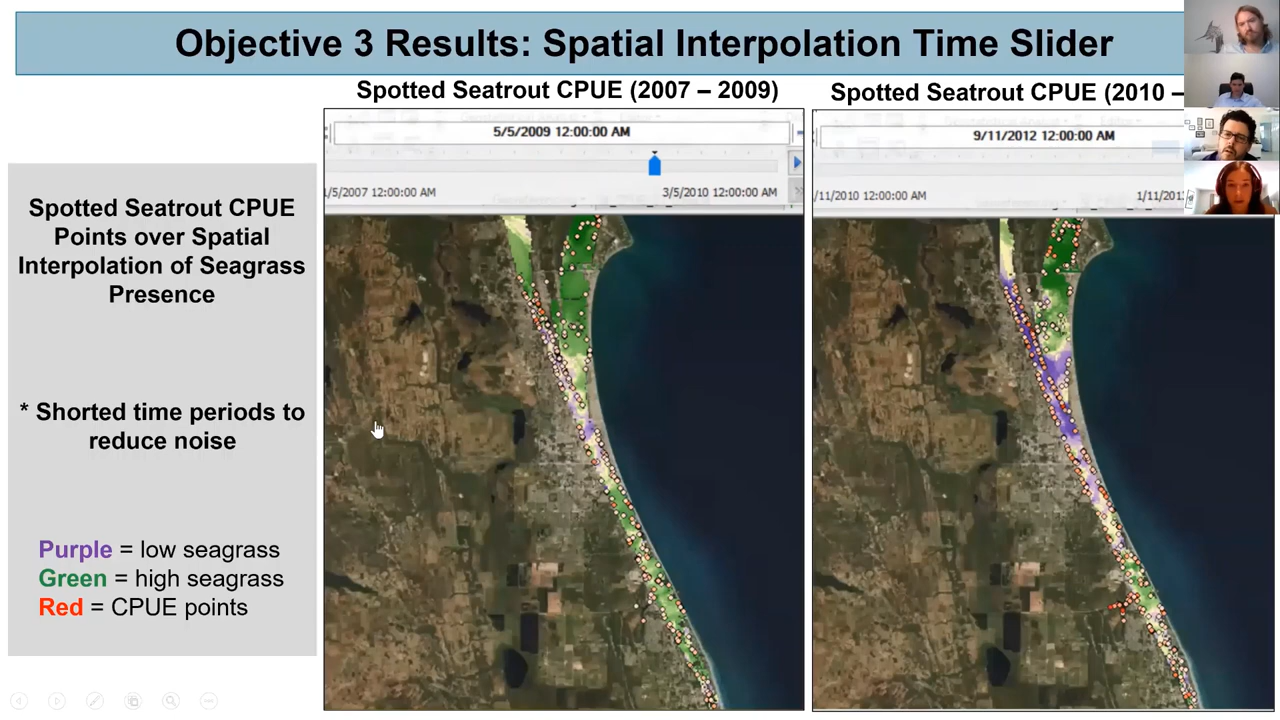 Objective 3 Results: Spatial Interpolation Time Slider
Spotted Seatrout CPUE (2007 – 2009)
Spotted Seatrout CPUE (2010 –
5/5/2009 12:00:00 AM
9/11/2012 12:00:00 AM
1/5/2007 12:00:00 AM
3/5/2010 12:00:00 AM
/11/2010 12:00:00 AM
1/11/201
Spotted Seatrout CPUE
Points over Spatial
Interpolation of Seagrass
Presence
* Shorted time periods to
reduce noise
Purple = low seagrass
Green = high seagrass
Red = CPUE points